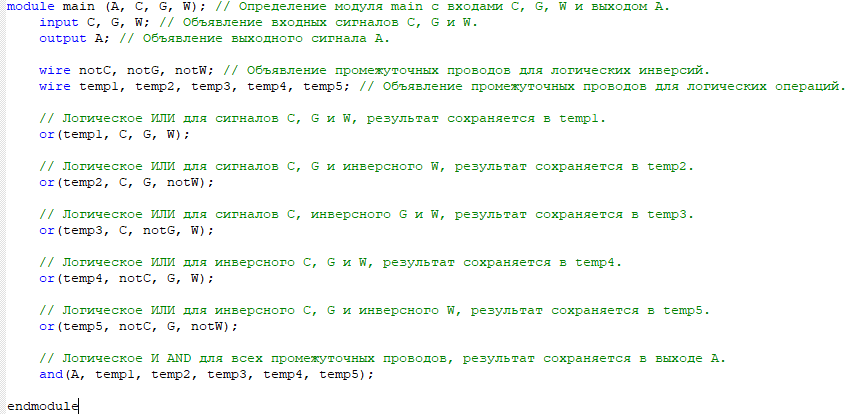 module main (A, C, G, W); // Определение модуля main с входами C, G, W и выходом A.
input C, G, W; // Объявление входных сигналов C, G и W.
output A; // Объявление выходного сигнала A.
wire notC, notG, notW; // Объявление промежуточных проводов для логических инверсий.
wire temp1, temp2, temp3, temp4, temp5; // Объявление промежуточных проводов для логических операций.
// Логическое ИЛИ для сигналов C, G и W, результат сохраняется в temp1.
or(temp1, C, G, W);
// Логическое ИЛИ для сигналов C, G и инверсного W, результат сохраняется в temp2.
or(temp2, C, G, notW);
// Логическое ИЛИ для сигналов C, инверсного G и W, результат сохраняется в temp3.
or(temp3, C, notG, W);
// Логическое ИЛИ для инверсного C, G и W, результат сохраняется в temp4.
or(temp4, notC, G, W);
// Логическое ИЛИ для инверсного C, G и инверсного W, результат сохраняется в temp5.
or(temp5, notC, G, notW);
// Логическое И AND для всех промежуточных проводов, результат сохраняется в выходе A.
and(A, temp1, temp2, temp3, temp4, temp5);
endmodule